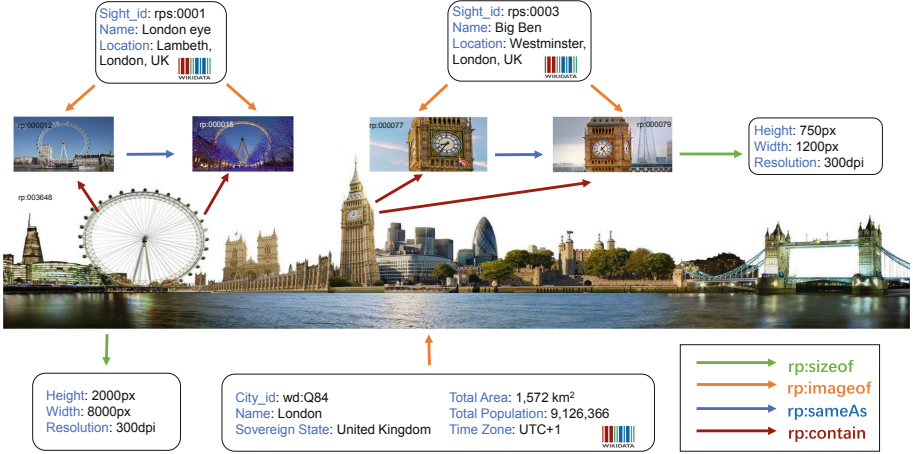 Sight_id: rps:0001
Name: London eye
Location: Lambeth,
London, UK
WIKIDATA
Sight_id: rps:0003
Name: Big Ben
Location: Westminster,
London, UK
WIKIDATA
rp:000012
rp:000015
rp:000077
rp:000079
Height: 750px
Width: 1200px
Resolution: 300dpi
rp:003648
Height: 2000px
Width: 8000px
Resolution: 300dpi
City_id: wd:Q84
Name: London
Sovereign State: United Kingdom
Total Area: 1,572 km²
Total Population: 9,126,366
Time Zone: UTC+1
WIKIDATA
rp:sizeof
rp:imageof
rp:sameAs
rp:contain